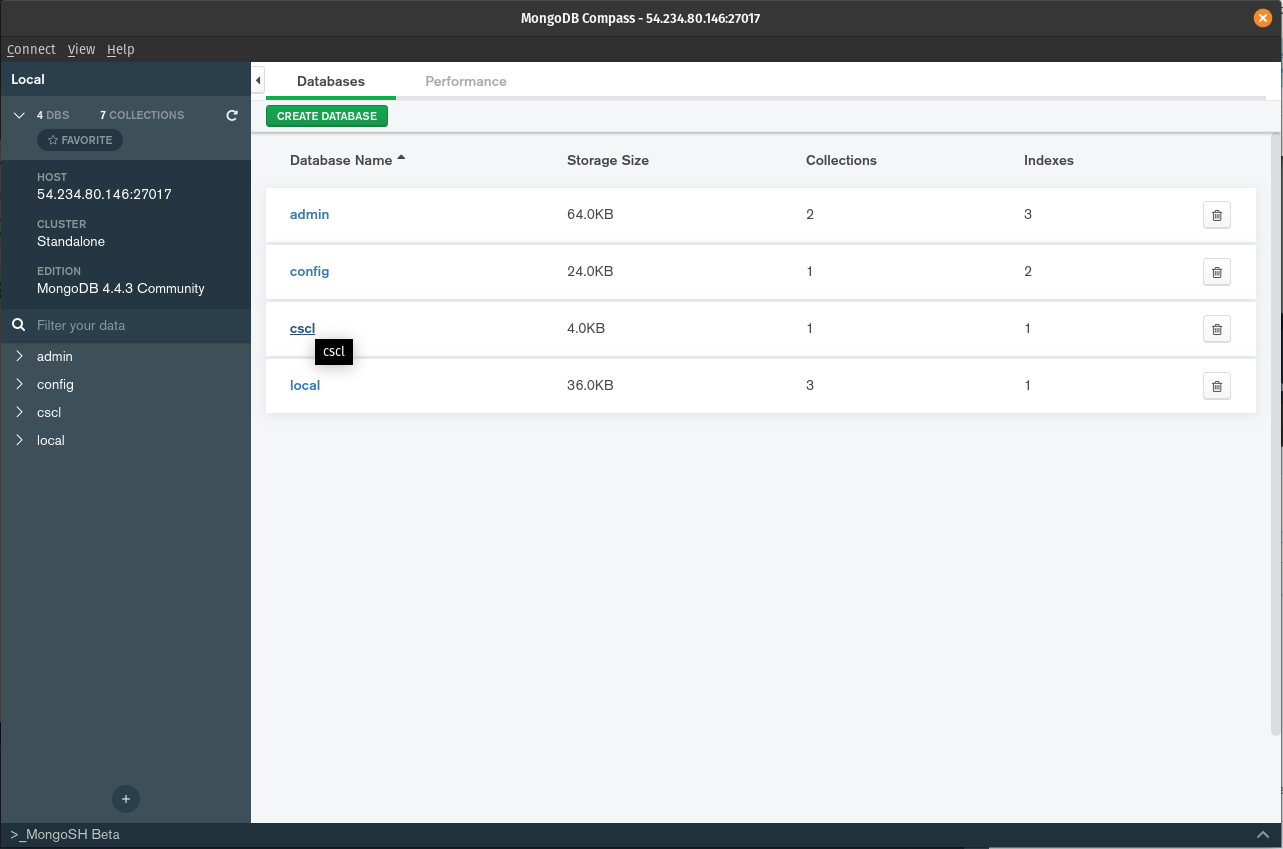 MongoDB Compass - 54.234.80.146:27017
Connect View Help
Local
4 DBS 7 COLLECTIONS
FAVORITE
HOST
54.234.80.146:27017
CLUSTER
Standalone
EDITION
MongoDB 4.4.3 Community
Filter your data
admin
config
cscl
local
>_MongoSH Beta
Databases Performance
CREATE DATABASE
Database Name Storage Size Collections Indexes
admin 64.0KB 2 3
config 24.0KB 1 2
cscl 4.0KB 1 1
cscl
local 36.0KB 3 1